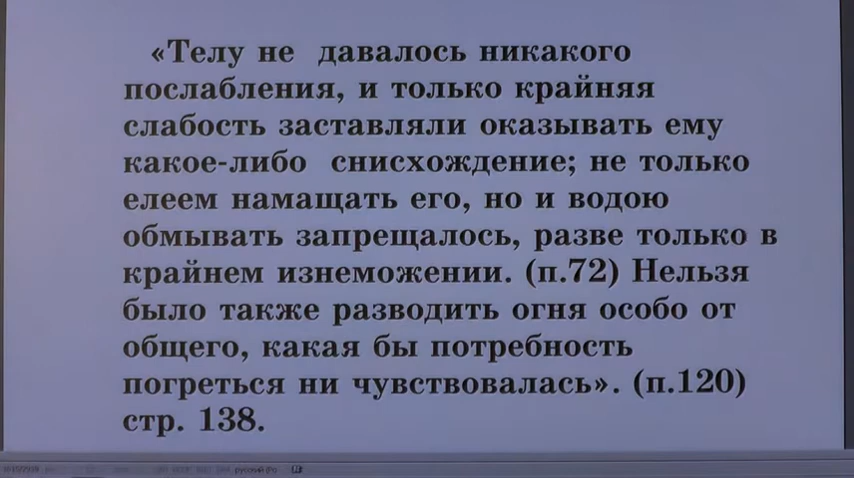 «Телу не давалось никакого
послабления, и только крайняя
слабость заставляли оказывать ему
какое-либо снисхождение; не только
елеем намащать его, но и водою
обмывать запрещалось, разве только в
крайнем изнеможении. (п.72) Нельзя
было также разводить огня особо от
общего, какая бы потребность
погреться ни чувствовалась». (п.120)
стр. 138.
русский (Ро